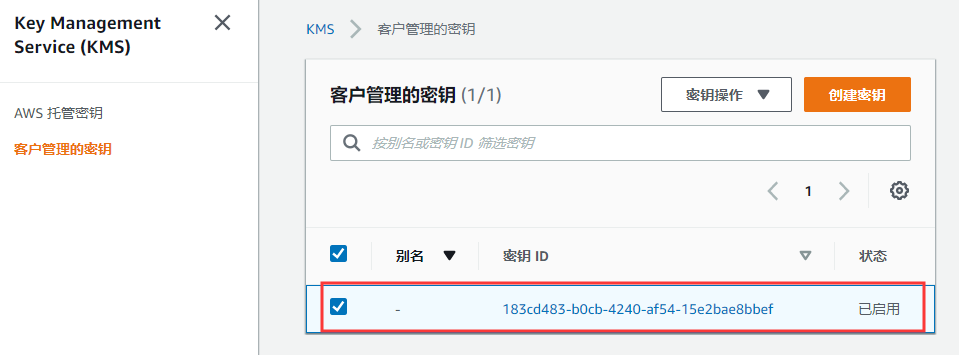 Key Management
Service (KMS)
AWS 托管密钥
客户管理的密钥
KMS 客户管理的密钥
客户管理的密钥 (1/1)
密钥操作
创建密钥
按别名或密钥 ID 筛选密钥
1
别名 密钥 ID 状态
- 183cd483-b0cb-4240-af54-15e2bae8bbef 已启用